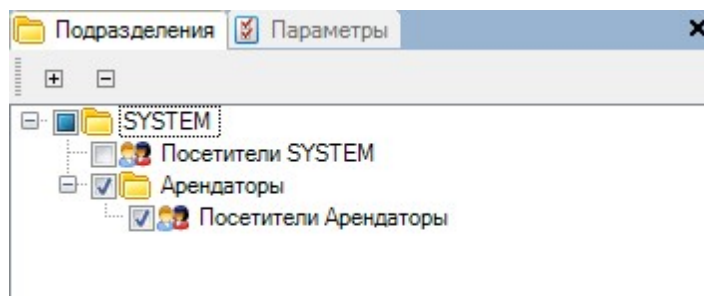 Подразделения Параметры
SYSTEM
Посетители SYSTEM
Арендаторы
Посетители Арендаторы